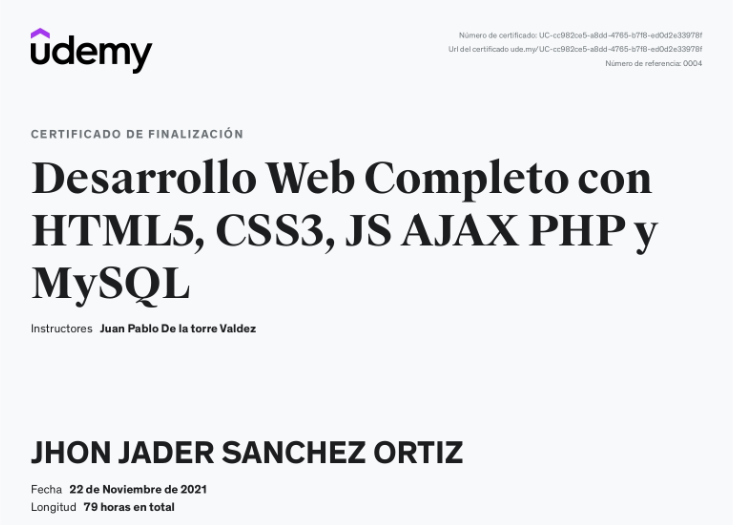 udemy
Número de certificado: UC-cc982ce5-a8dd-4765-b7f8-ed0d2e33978f
Url del certificado ude.my/UC-cc982ce5-a8dd-4765-b7f8-ed0d2e33978f
Número de referencia: 0004
CERTIFICADO DE FINALIZACIÓN
Desarrollo Web Completo con
HTML5, CSS3, JS AJAX PHP y
MySQL
Instructores Juan Pablo De la torre Valdez
JHON JADER SANCHEZ ORTIZ
Fecha 22 de Noviembre de 2021
Longitud 79 horas en total